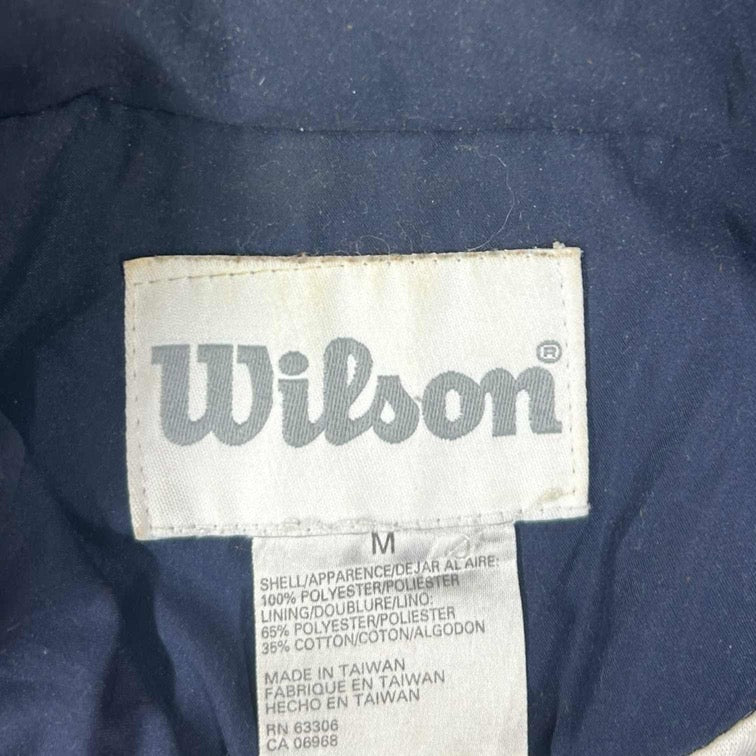 Wilson®
M
SHELL/APPARENCE/DEJAR AL AIRE:
100% POLYESTER/POLIESTER
LINING/DOUBLURE/LINO:
65% POLYESTER/POLIESTER
35% COTTON/COTON/ALGODON
MADE IN TAIWAN
FABRIQUE EN TAIWAN
HECHO EN TAIWAN
RN 63306
CA 06968